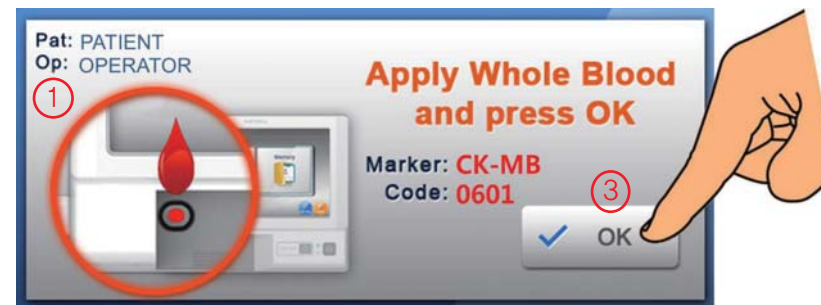 Pat: PATIENT
Op: OPERATOR
1
Apply Whole Blood
and press OK
Marker: CK-MB
Code: 0601
3
OK